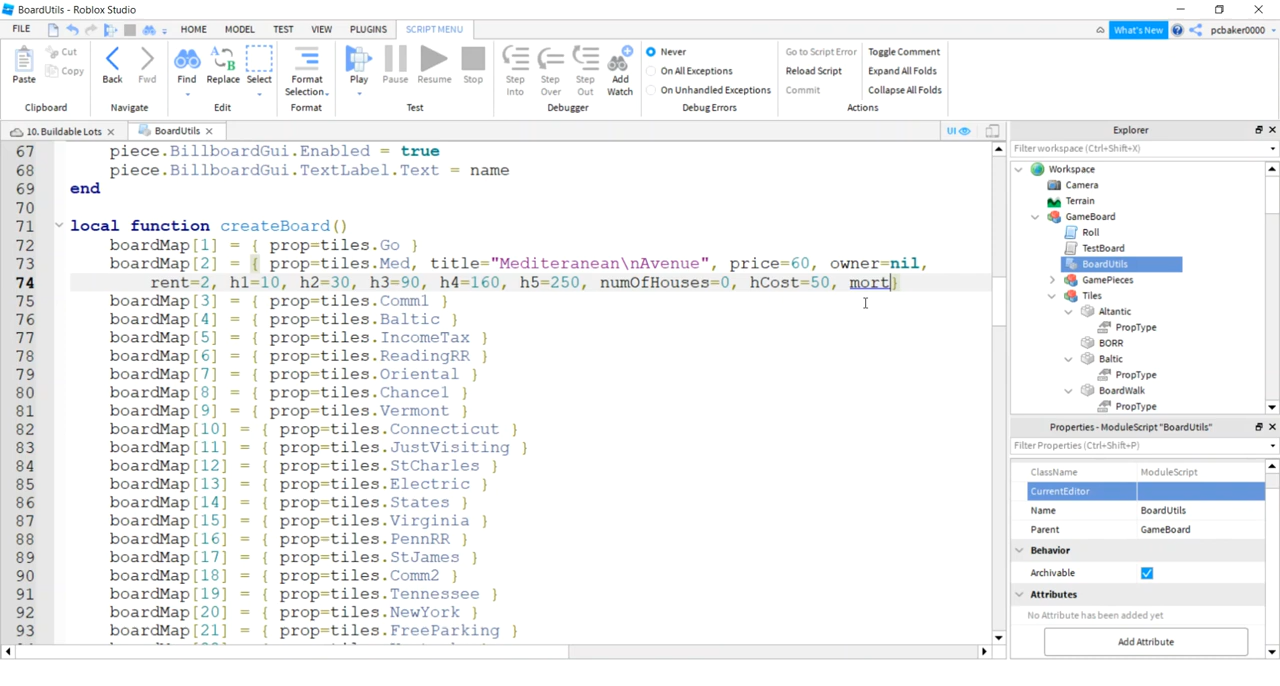 BoardUtils - Roblox Studio
FILE HOME MODEL TEST VIEW PLUGINS SCRIPT MENU What's New pcbaker0000
Paste Cut Copy Back Fwd Find Replace Select Format Selection Play Pause Resume Stop Step Into Step Over Step Out Add Watch Never On All Exceptions On Unhandled Exceptions Go to Script Error Reload Script Commit Toggle Comment Expand All Folds Collapse All Folds
Clipboard Navigate Edit Format Test Debugger Debug Errors Actions
10. Buildable Lots BoardUtils UI
67 piece.BillboardGui.Enabled = true
68 piece.BillboardGui.TextLabel.Text = name
69 end
70
71 local function createBoard()
72 boardMap[1] = { prop=tiles.Go }
73 boardMap[2] = { prop=tiles.Med, title="Mediteranean\nAvenue", price=60, owner=nil,
74 rent=2, h1=10, h2=30, h3=90, h4=160, h5=250, numOfHouses=0, hCost=50, mort}
75 boardMap[3] = { prop=tiles.Comm1 }
76 boardMap[4] = { prop=tiles.Baltic }
77 boardMap[5] = { prop=tiles.IncomeTax }
78 boardMap[6] = { prop=tiles.ReadingRR }
79 boardMap[7] = { prop=tiles.Oriental }
80 boardMap[8] = { prop=tiles.Chance1 }
81 boardMap[9] = { prop=tiles.Vermont }
82 boardMap[10] = { prop=tiles.Connecticut }
83 boardMap[11] = { prop=tiles.JustVisiting }
84 boardMap[12] = { prop=tiles.StCharles }
85 boardMap[13] = { prop=tiles.Electric }
86 boardMap[14] = { prop=tiles.States }
87 boardMap[15] = { prop=tiles.Virginia }
88 boardMap[16] = { prop=tiles.PennRR }
89 boardMap[17] = { prop=tiles.StJames }
90 boardMap[18] = { prop=tiles.Comm2 }
91 boardMap[19] = { prop=tiles.Tennessee }
92 boardMap[20] = { prop=tiles.NewYork }
93 boardMap[21] = { prop=tiles.FreeParking }
Explorer
Filter workspace (Ctrl+Shift+X)
Workspace
Camera
Terrain
GameBoard
Roll
TestBoard
BoardUtils
GamePieces
Tiles
Altantic
PropType
BORR
Baltic
PropType
BoardWalk
PropType
Properties - ModuleScript "BoardUtils"
Filter Properties (Ctrl+Shift+P)
ClassName ModuleScript
CurrentEditor
Name BoardUtils
Parent GameBoard
Behavior
Archivable
Attributes
No Attribute has been added yet
Add Attribute